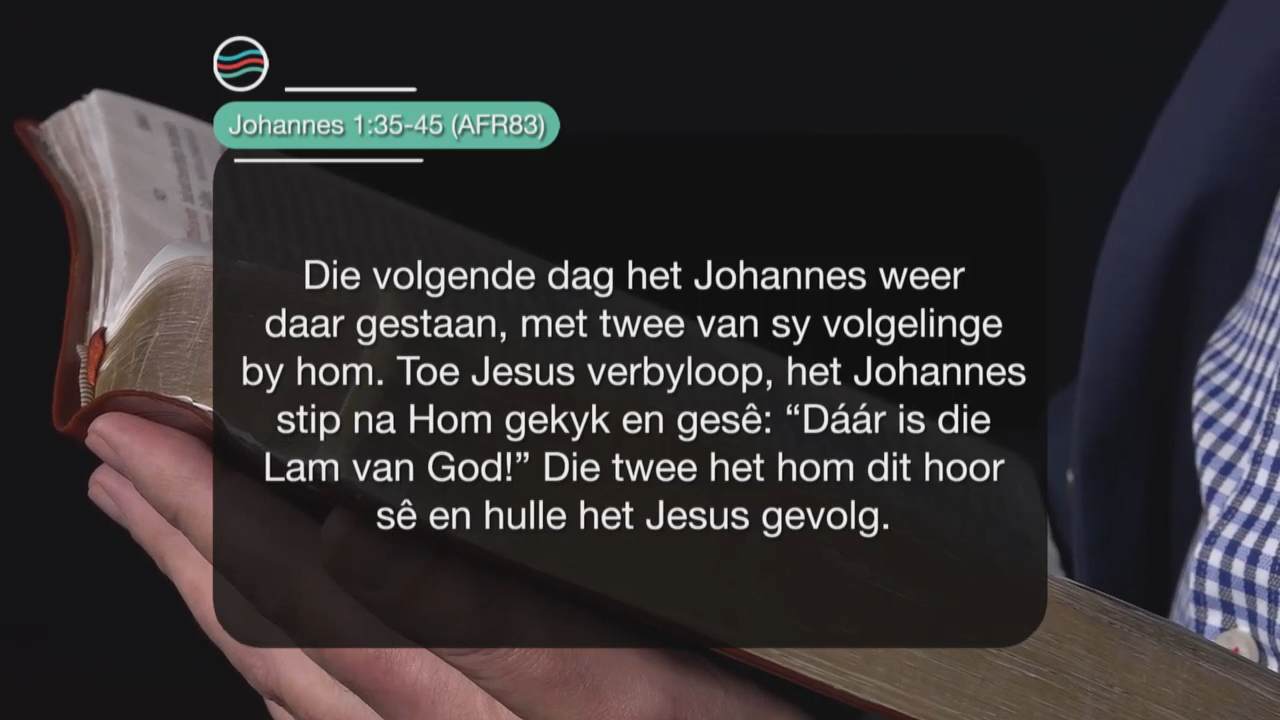 Johannes 1:35-45 (AFR83)
Die volgende dag het Johannes weer
daar gestaan, met twee van sy volgelinge
by hom. Toe Jesus verbyloop, het Johannes
stip na Hom gekyk en gesê: “Dáár is die
Lam van God!” Die twee het hom dit hoor
sê en hulle het Jesus gevolg.